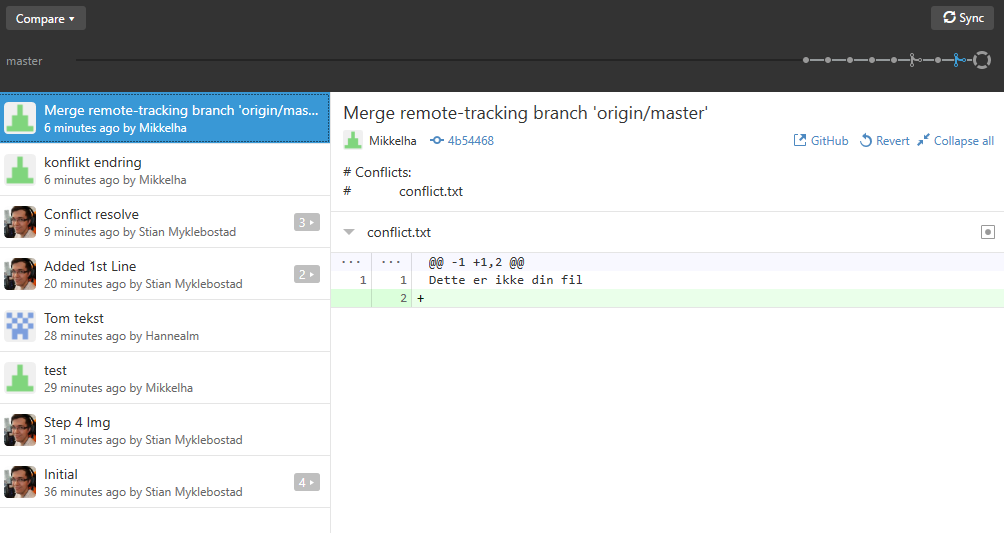 Compare
Sync
master
Merge remote-tracking branch 'origin/mas...
6 minutes ago by Mikkelha
konflikt endring
6 minutes ago by Mikkelha
Conflict resolve
9 minutes ago by Stian Myklebostad
3
Added 1st Line
20 minutes ago by Stian Myklebostad
2
Tom tekst
28 minutes ago by Hannealm
test
29 minutes ago by Mikkelha
Step 4 Img
31 minutes ago by Stian Myklebostad
Initial
36 minutes ago by Stian Myklebostad
4
Merge remote-tracking branch 'origin/master'
Mikkelha 4b54468 GitHub Revert Collapse all
# Conflicts:
# conflict.txt
conflict.txt
... ... @@ -1 +1,2 @@
1 1 Dette er ikke din fil
2 +